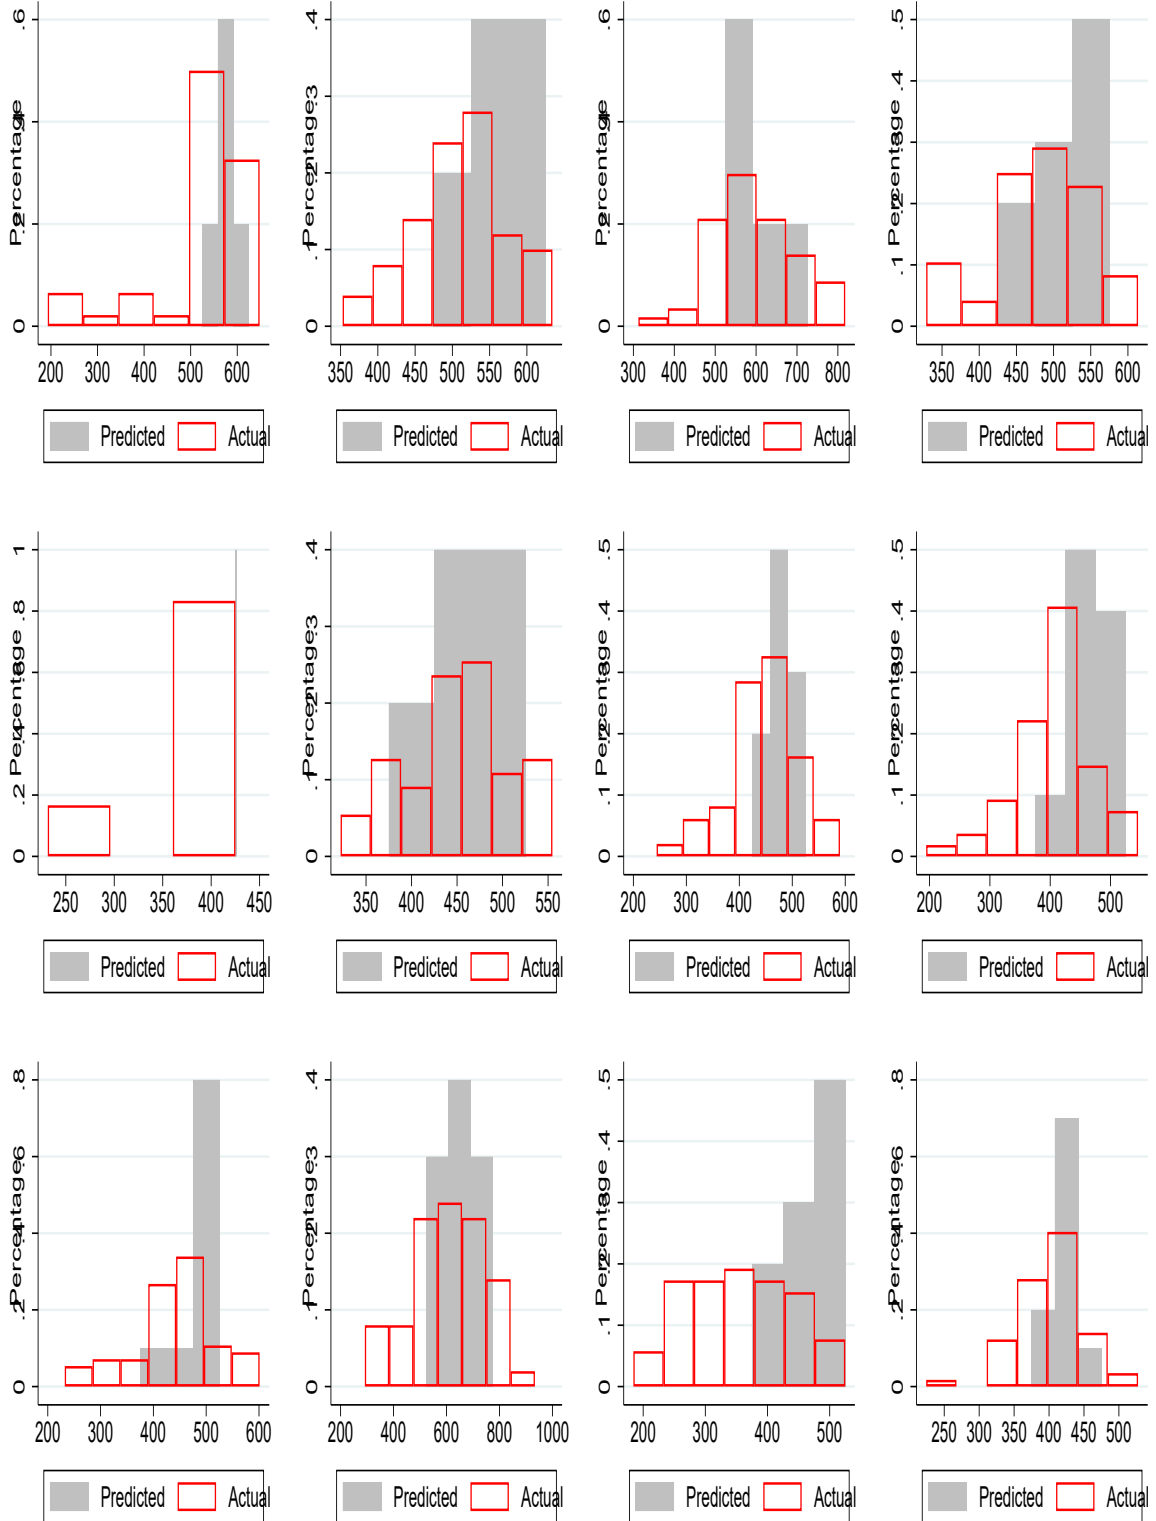 Percentage
0 .2 .4 .6
200 300 400 500 600
Predicted Actual
Percentage
0 .1 .2 .3 .4
350 400 450 500 550 600
Predicted Actual
Percentage
0 .2 .4 .6
300 400 500 600 700 800
Predicted Actual
Percentage
0 .1 .2 .3 .4 .5
350 400 450 500 550 600
Predicted Actual
Percentage
0 .2 .4 .6 .8 1
250 300 350 400 450
Predicted Actual
Percentage
0 .1 .2 .3 .4
350 400 450 500 550
Predicted Actual
Percentage
0 .1 .2 .3 .4 .5
200 300 400 500 600
Predicted Actual
Percentage
0 .1 .2 .3 .4 .5
200 300 400 500
Predicted Actual
Percentage
0 .2 .4 .6 .8
200 300 400 500 600
Predicted Actual
Percentage
0 .1 .2 .3 .4
200 400 600 800 1000
Predicted Actual
Percentage
0 .1 .2 .3 .4 .5
200 300 400 500
Predicted Actual
Percentage
0 .2 .4 .6 .8
250 300 350 400 450 500
Predicted Actual